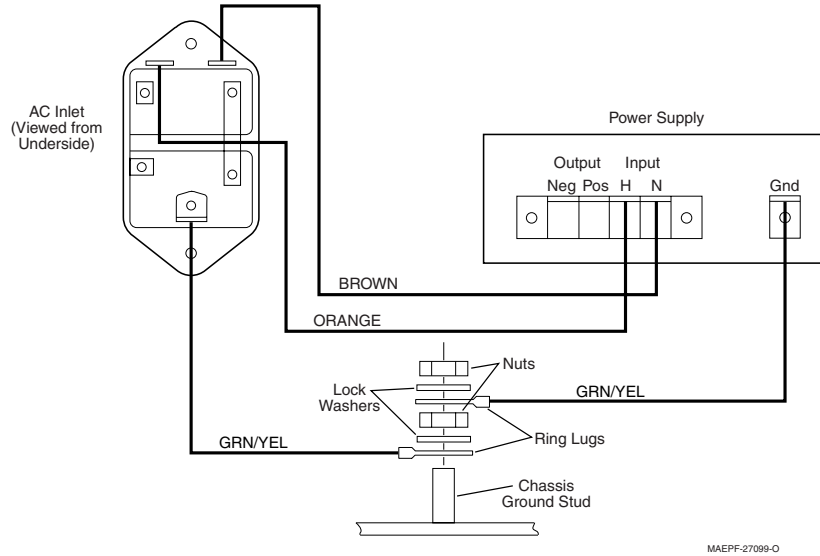 AC Inlet
(Viewed from
Underside)
Power Supply
Output Input
Neg Pos H N
Gnd
BROWN
ORANGE
Nuts
Lock
Washers
GRN/YEL
GRN/YEL
Ring Lugs
Chassis
Ground Stud
MAEPF-27099-O